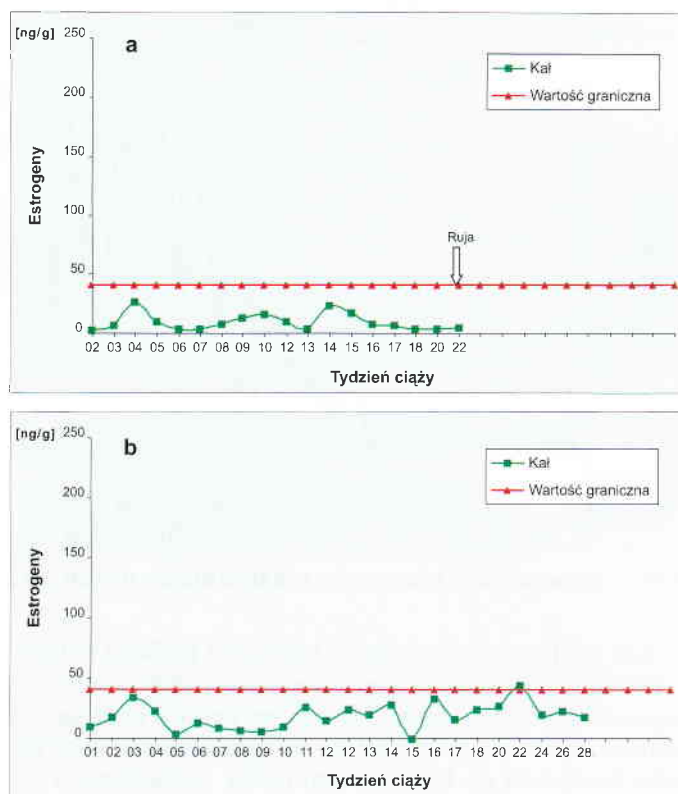 [ng/g]
250
a
Kał
Wartość graniczna
200
150
Estrogeny
100
Ruja
50
0
02 03 04 05 06 07 08 09 10 12 13 14 15 16 17 18 20 22
Tydzień ciąży
[ng/g]
250
b
Kał
Wartość graniczna
200
150
Estrogeny
100
50
0
01 02 03 04 05 06 07 08 09 10 11 12 12 13 14 15 16 17 18 20 22 24 26 28
Tydzień ciąży